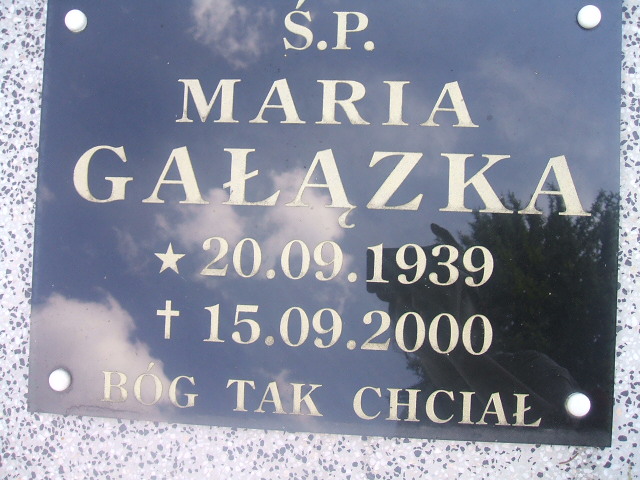 Ś.P.
MARIA
GAŁĄZKA
★ 20.09.1939
✝ 15.09.2000
BÓG TAK CHCIAŁ